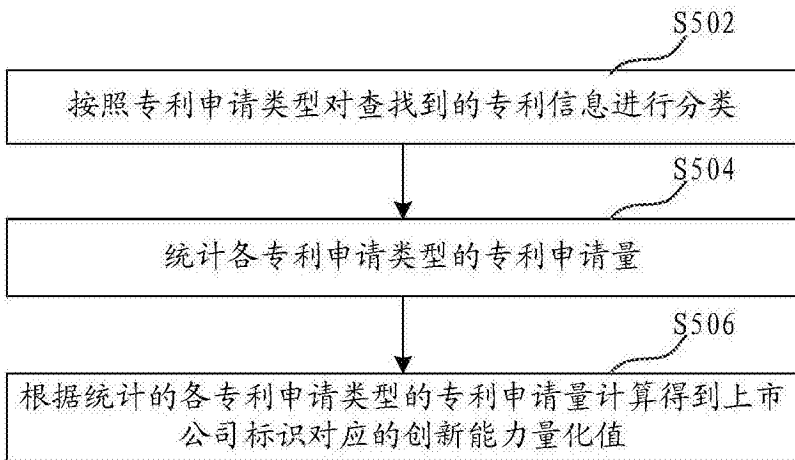 S502
按照专利申请类型对查找到的专利信息进行分类
S504
统计各专利申请类型的专利申请量
S506
根据统计的各专利申请类型的专利申请量计算得到上市
公司标识对应的创新能力量化值